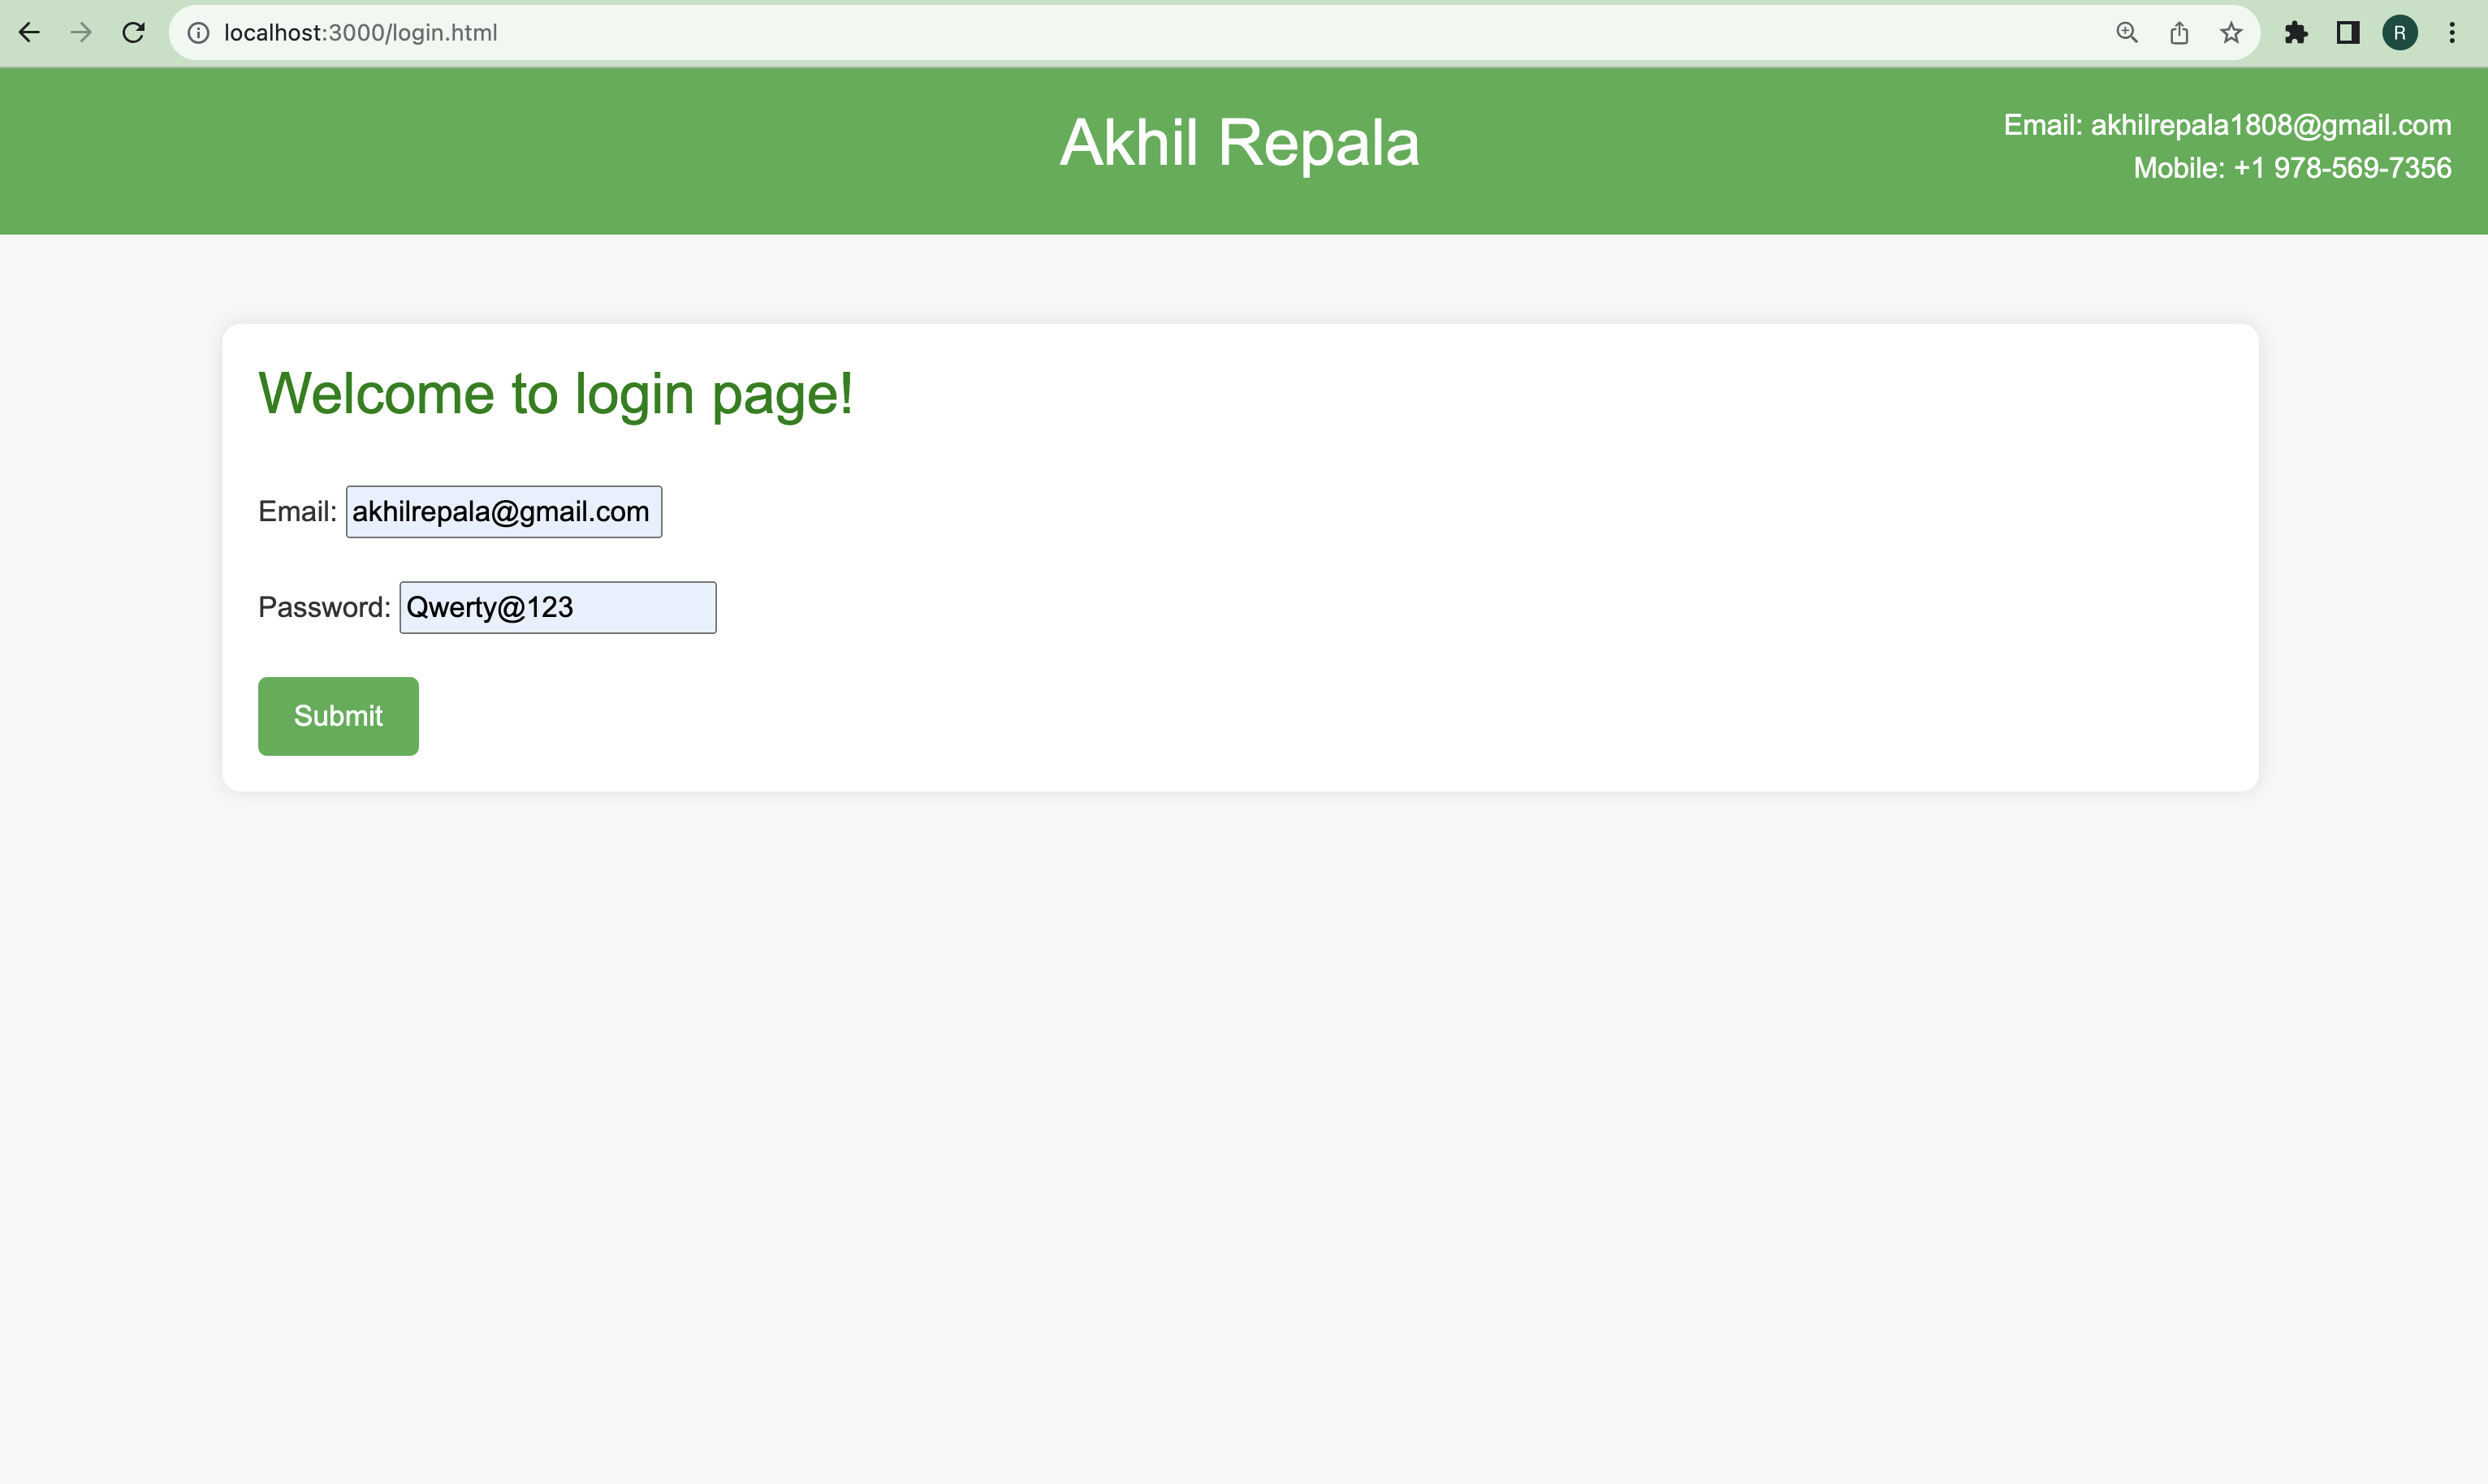 localhost:3000/login.html
R
Akhil Repala
Email: akhilrepala1808@gmail.com
Mobile: +1 978-569-7356
Welcome to login page!
Email: akhilrepala@gmail.com
Password: Qwerty@123
Submit